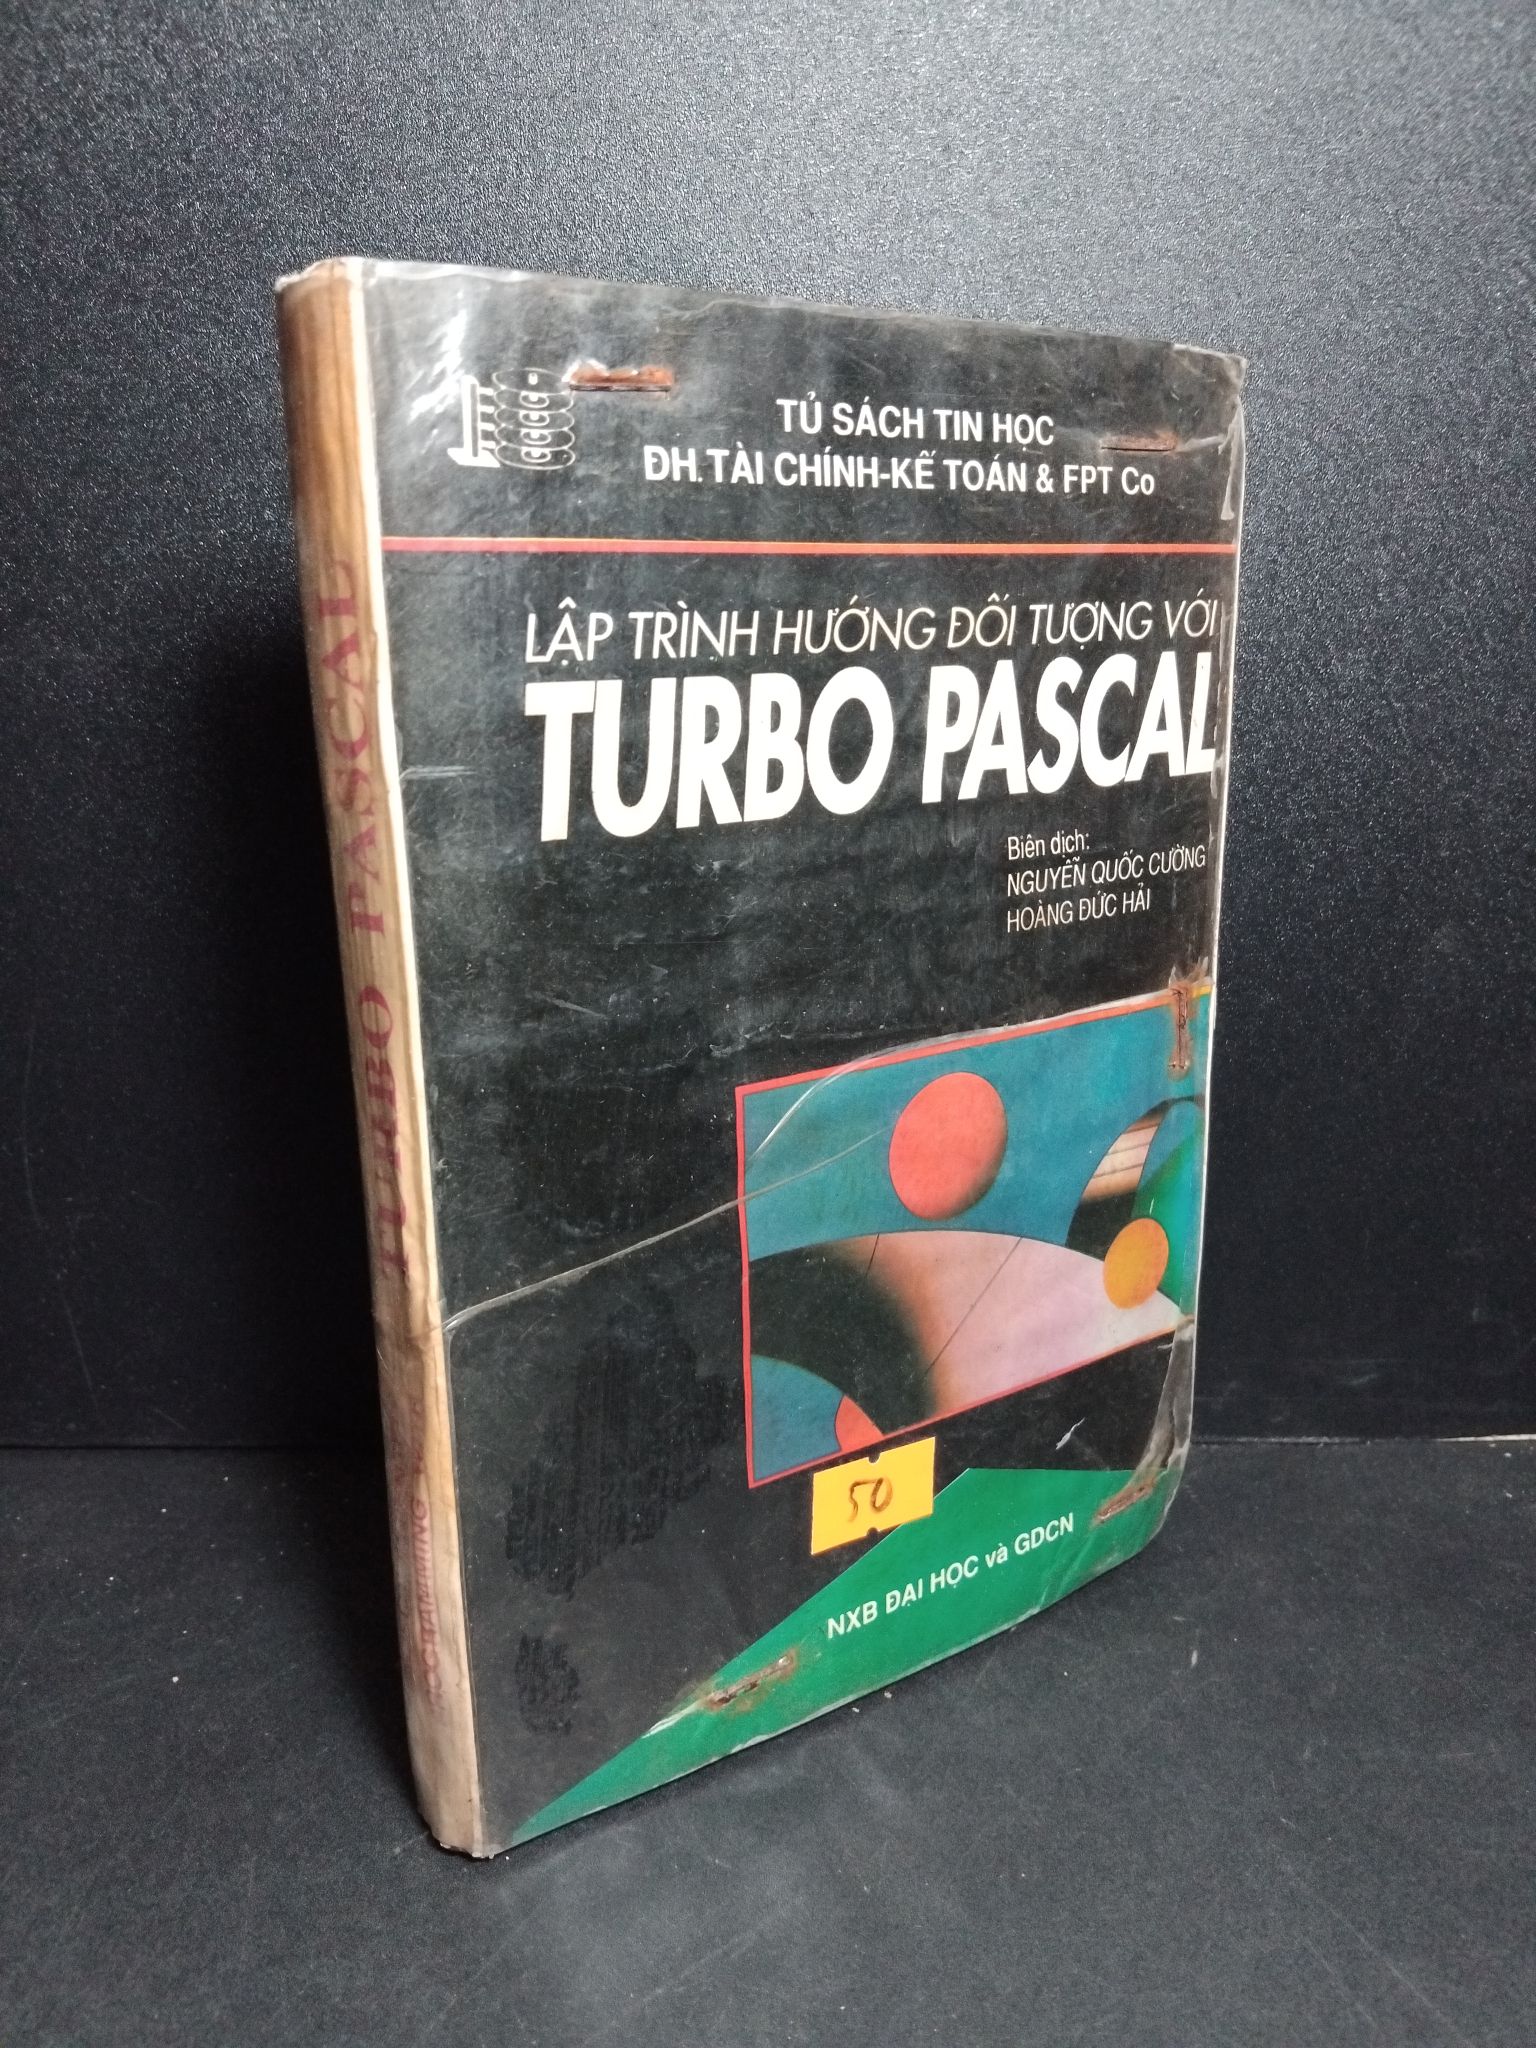 TỦ SÁCH TIN HỌC
ĐH. TÀI CHÍNH-KẾ TOÁN & FPT Co
LẬP TRÌNH HƯỚNG ĐỐI TƯỢNG VỚI
TURBO PASCAL
Biên dịch:
NGUYỄN QUỐC CƯỜNG
HOÀNG ĐỨC HẢI
50
NXB ĐẠI HỌC và GDCN
TURBO PASCAL